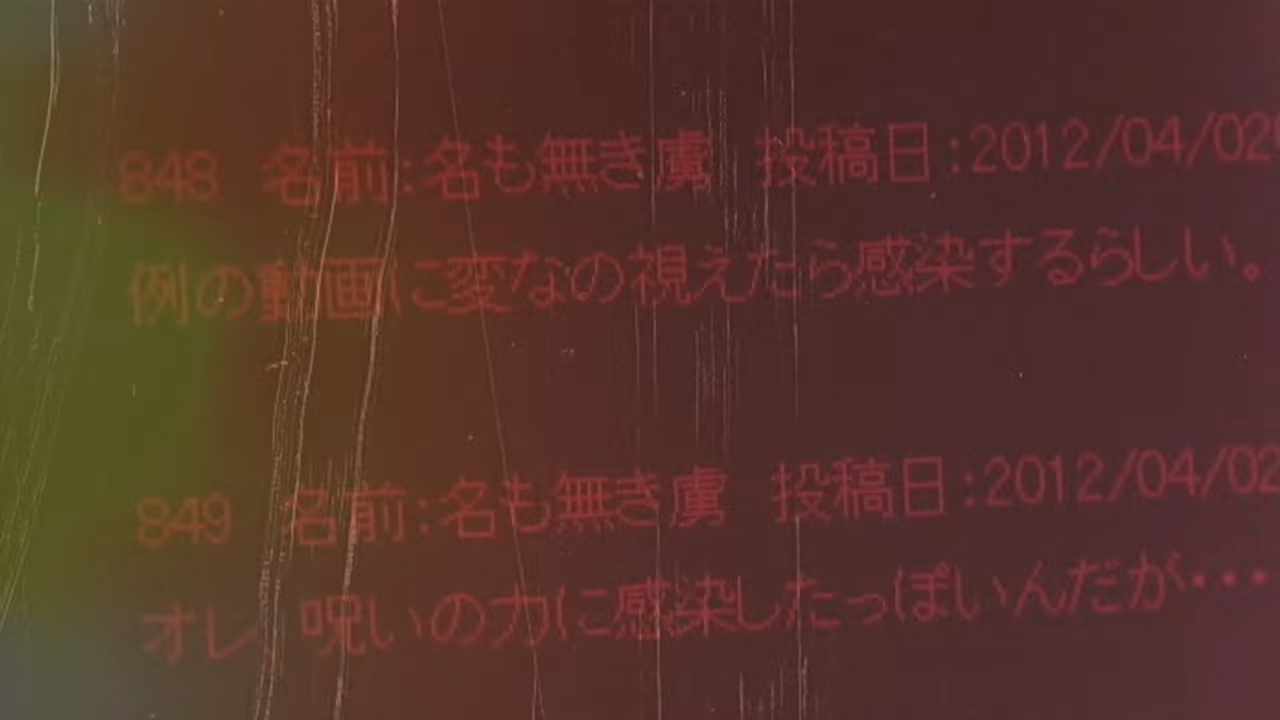 848 名前:名も無き虜 投稿日:2012/04/02
例の動画に変なの視えたら感染するらしい。
849 名前:名も無き虜 投稿日:2012/04/02
オレ、呪いの力に感染したっぽいんだが・・・